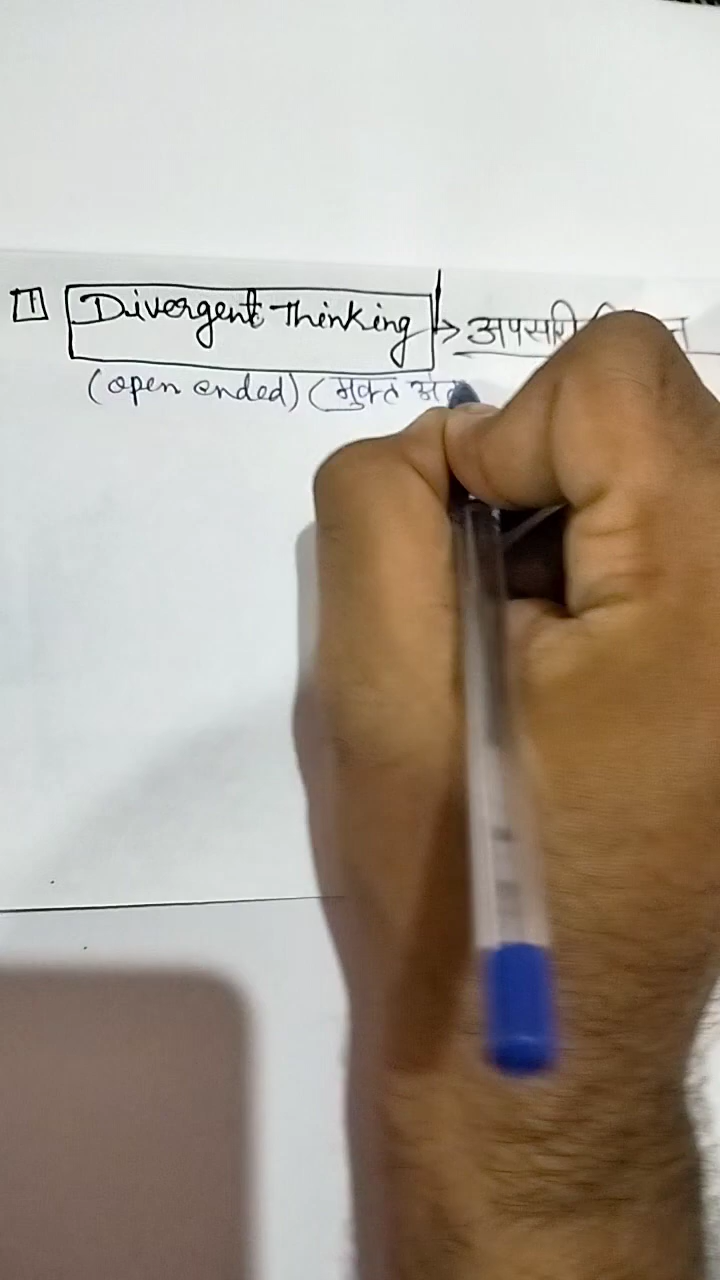 1 Divergent Thinking → अपसारी
(open ended) (मुक्त